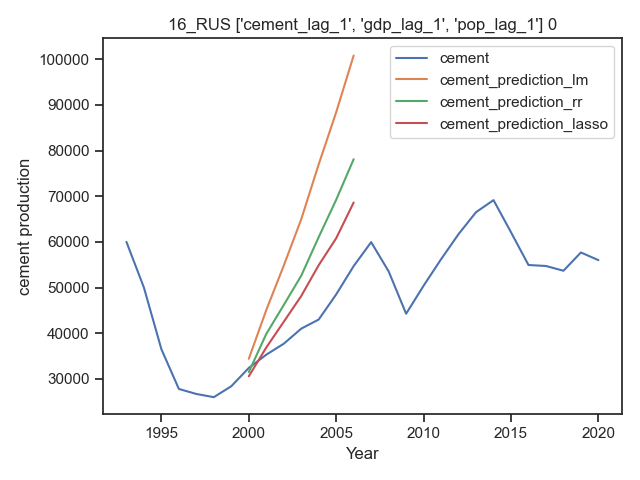 16_RUS ['cement_lag_1', 'gdp_lag_1', 'pop_lag_1'] 0
cement
cement_prediction_lm
cement_prediction_rr
cement_prediction_lasso
cement production
100000
90000
80000
70000
60000
50000
40000
30000
1995
2000
2005
2010
2015
2020
Year